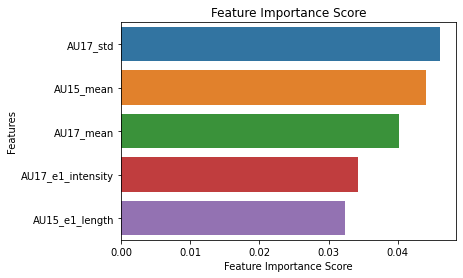 Feature Importance Score
AU17_std
AU15_mean
AU17_mean
AU17_e1_intensity
AU15_e1_length
Features
0.00 0.01 0.02 0.03 0.04
Feature Importance Score